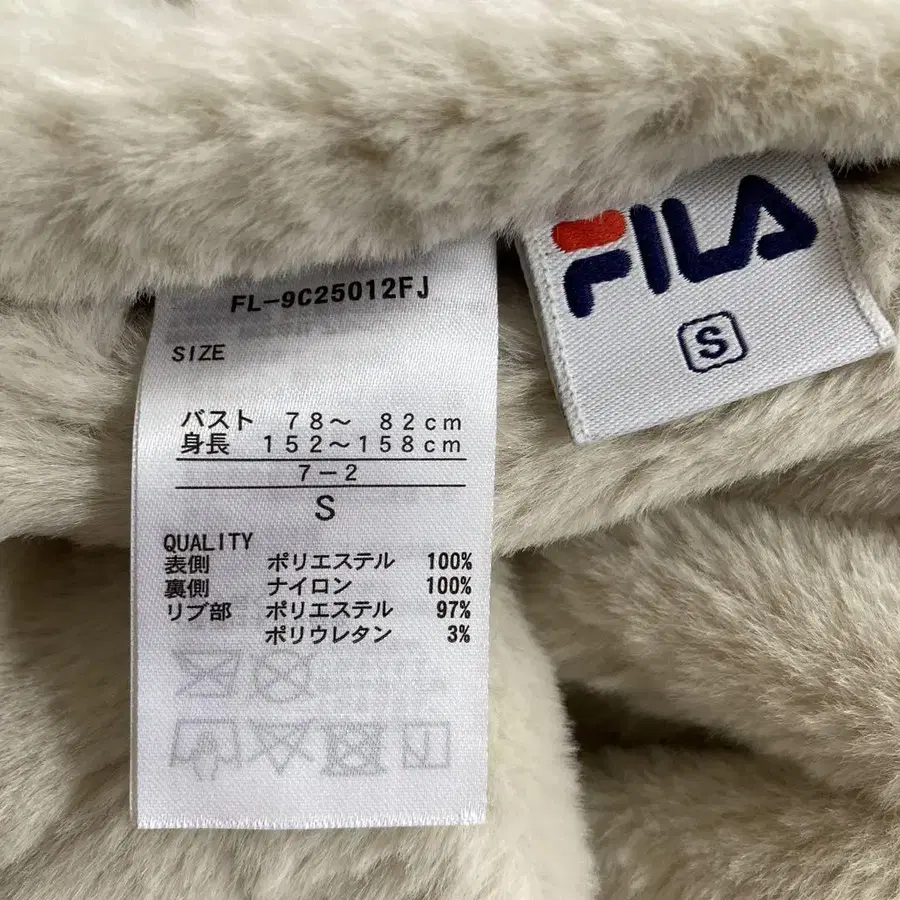 FILA
S
FL-9C25012FJ
SIZE
バスト 78～ 82cm
身長 152～158cm
7-2
S
QUALITY
表側 ポリエステル 100%
裏側 ナイロン 100%
リブ部 ポリエステル 97%
ポリウレタン 3%